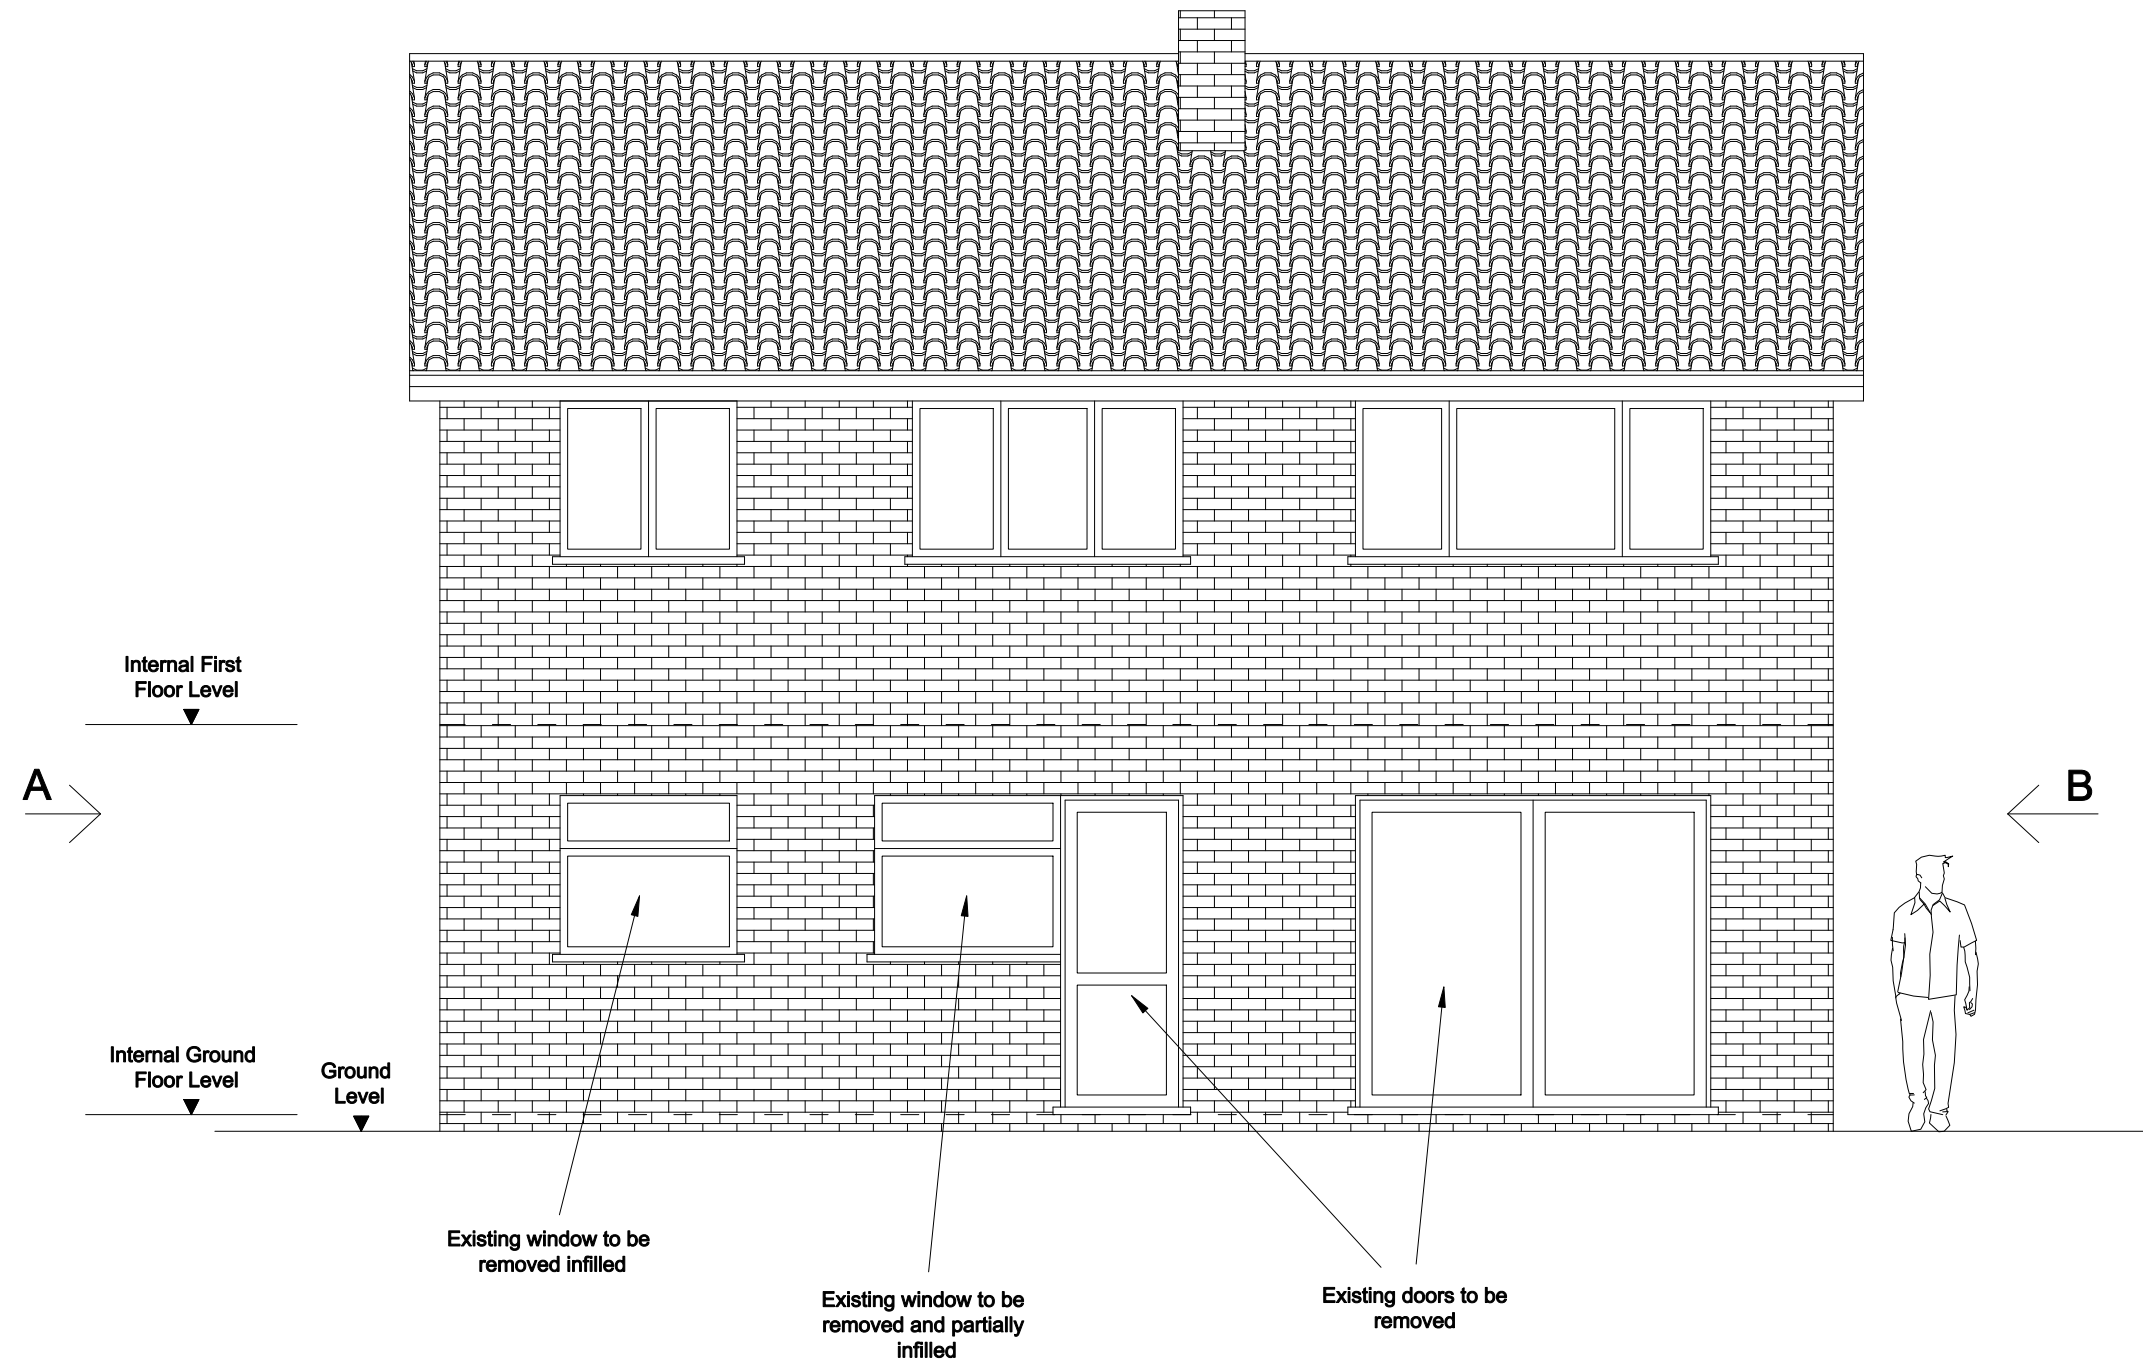 Internal First
Floor Level
A
B
Internal Ground
Floor Level
Ground
Level
Existing window to be
removed infilled
Existing window to be
removed and partially
infilled
Existing doors to be
removed